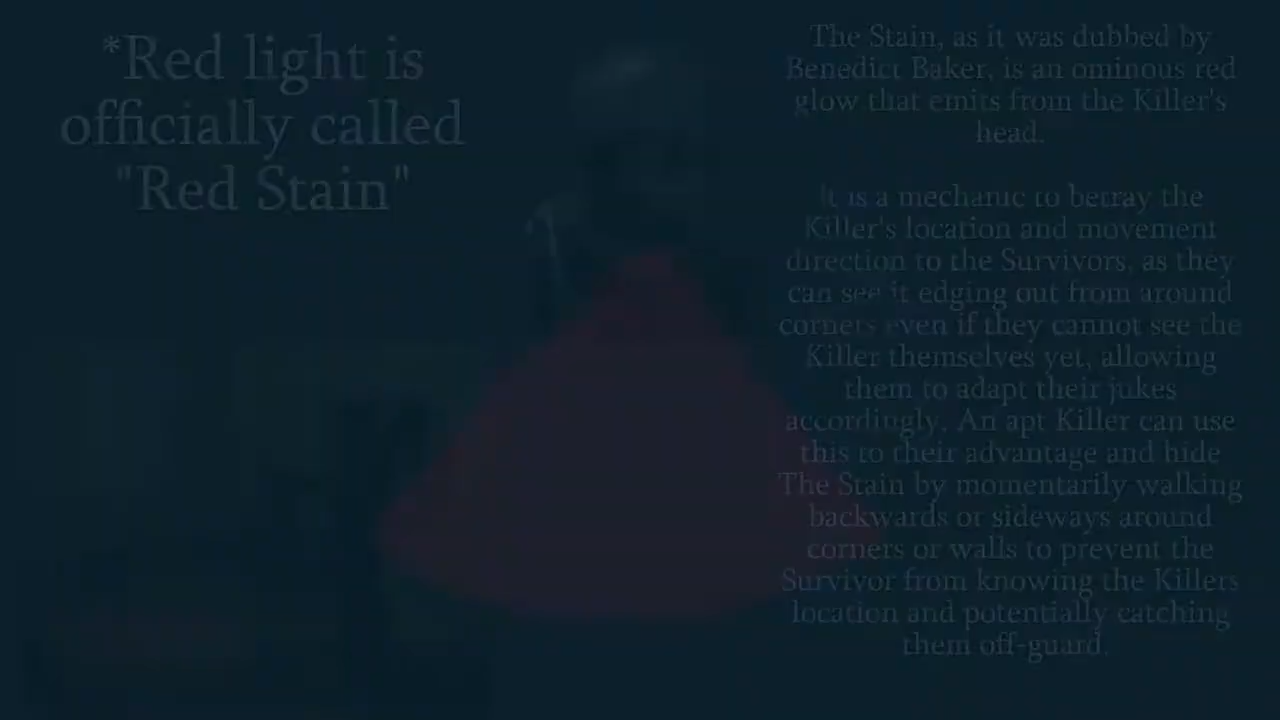 *Red light is
officially called
"Red Stain"
The Stain, as it was dubbed by
Benedict Baker, is an ominous red
glow that emits from the Killer's
head.
It is a mechanic to betray the
Killer's location and movement
direction to the Survivors, as they
can see it edging out from around
corners even if they cannot see the
Killer themselves yet, allowing
them to adapt their jukes
accordingly. An apt Killer can use
this to their advantage and hide
The Stain by momentarily walking
backwards or sideways around
corners or walls to prevent the
Survivor from knowing the Killers
location and potentially catching
them off-guard.